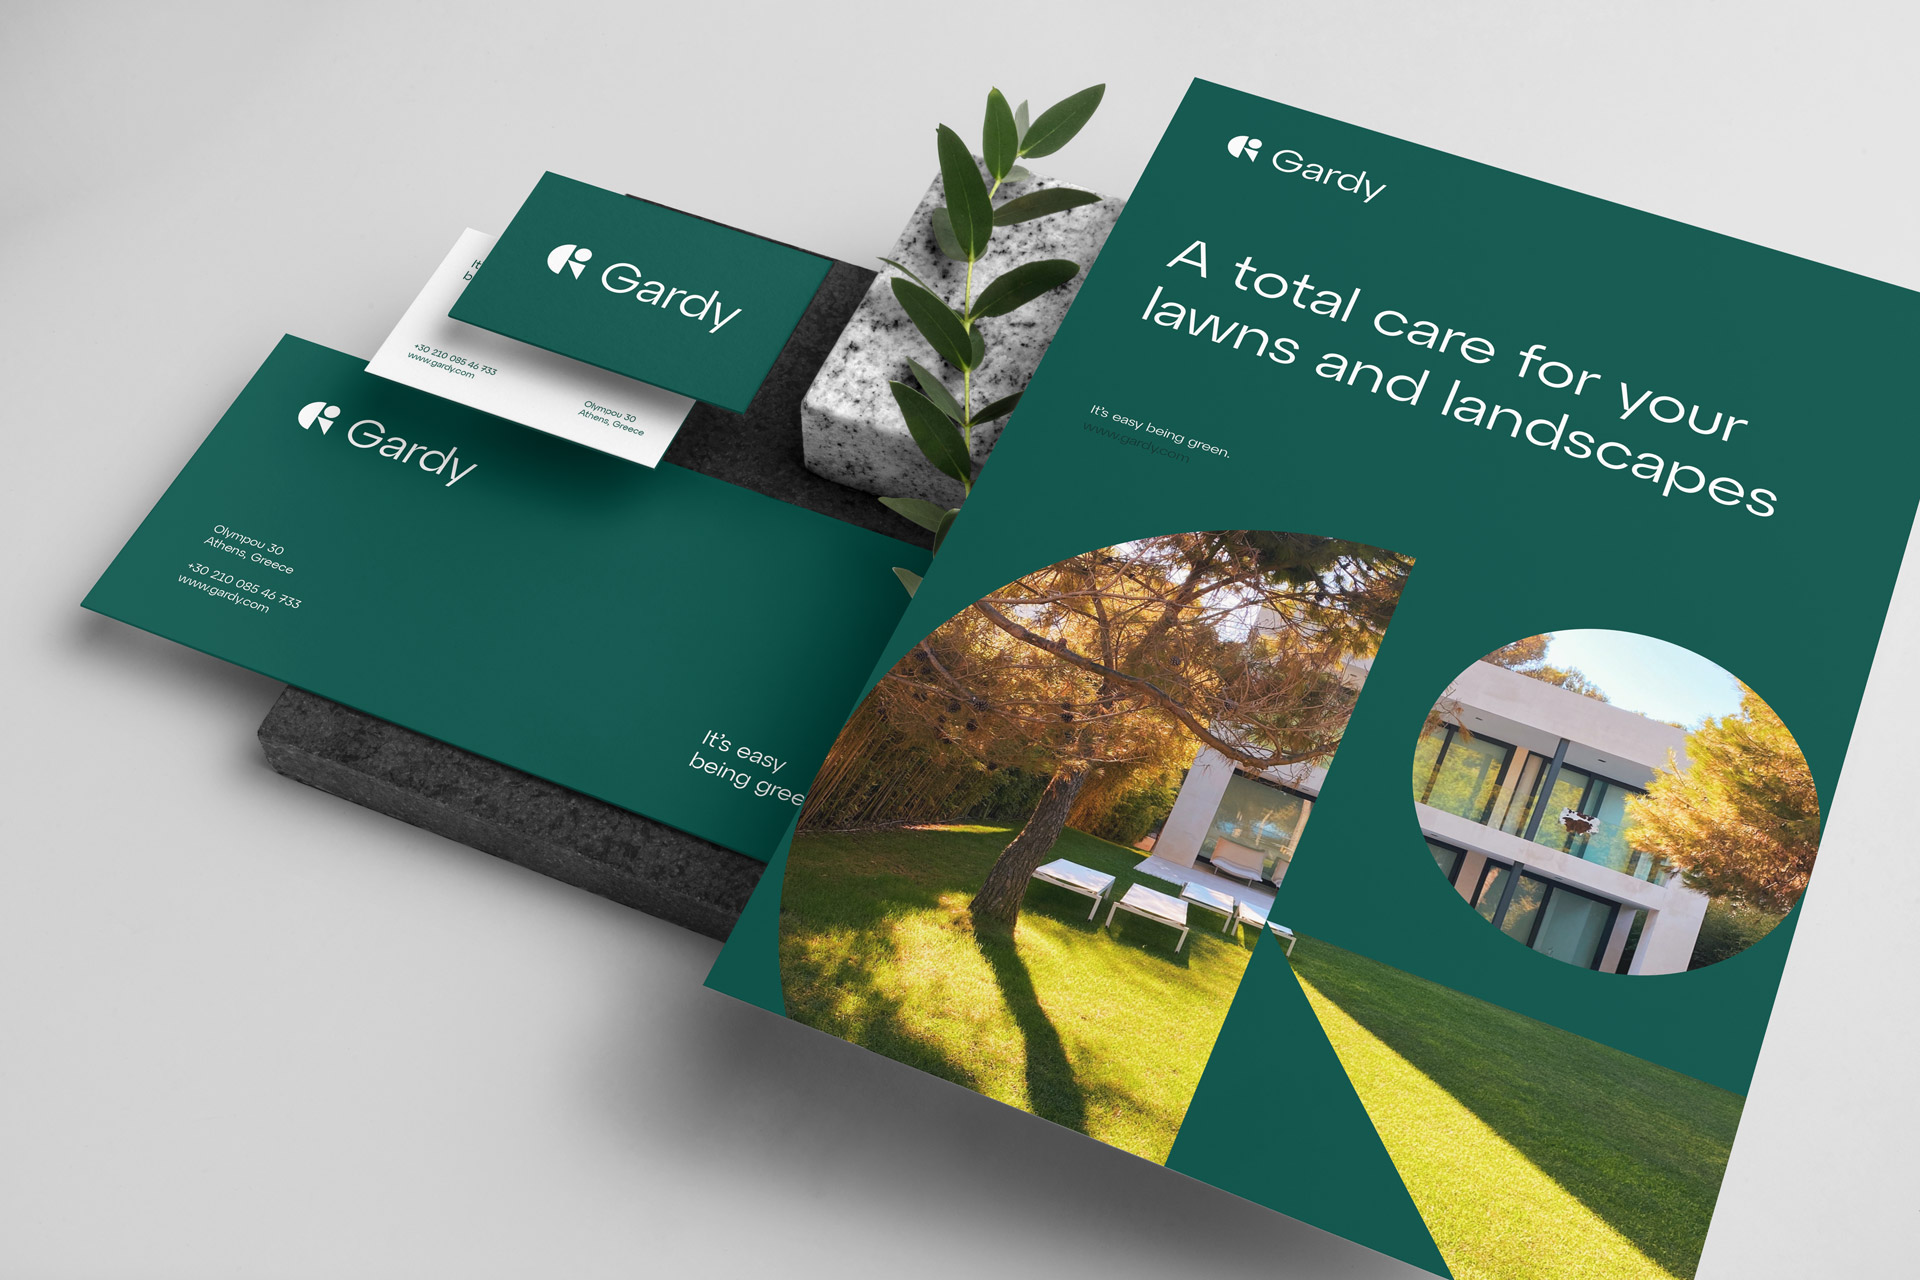 Gardy
It
b
+30 210 085 46 733
www.gardy.com
Olympou 30
Athens, Greece
Gardy
Olympou 30
Athens, Greece
+30 210 085 46 733
www.gardy.com
It's easy
being gree
Gardy
A total care for your
lawns and landscapes
It's easy being green.
www.gardy.com